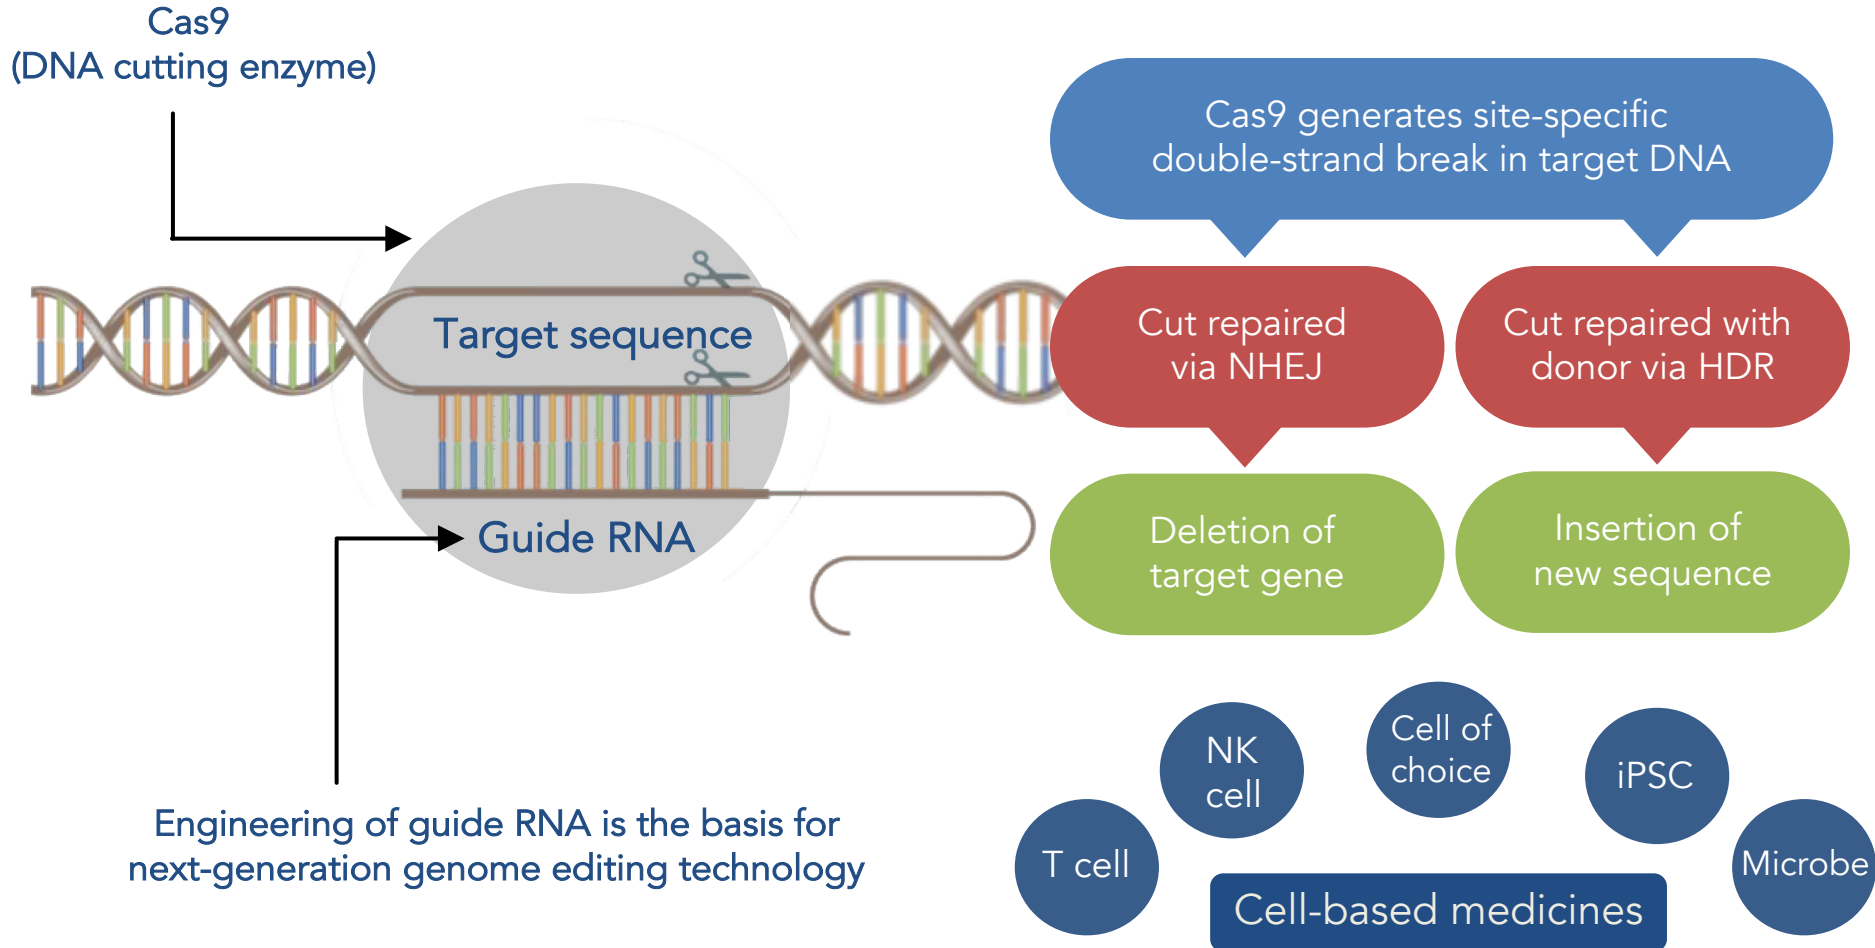 Cas9
(DNA cutting enzyme)
Target sequence
Guide RNA
Engineering of guide RNA is the basis for
next-generation genome editing technology
Cas9 generates site-specific
double-strand break in target DNA
Cut repaired
via NHEJ
Cut repaired with
donor via HDR
Deletion of
target gene
Insertion of
new sequence
T cell
NK
cell
Cell of
choice
iPSC
Microbe
Cell-based medicines